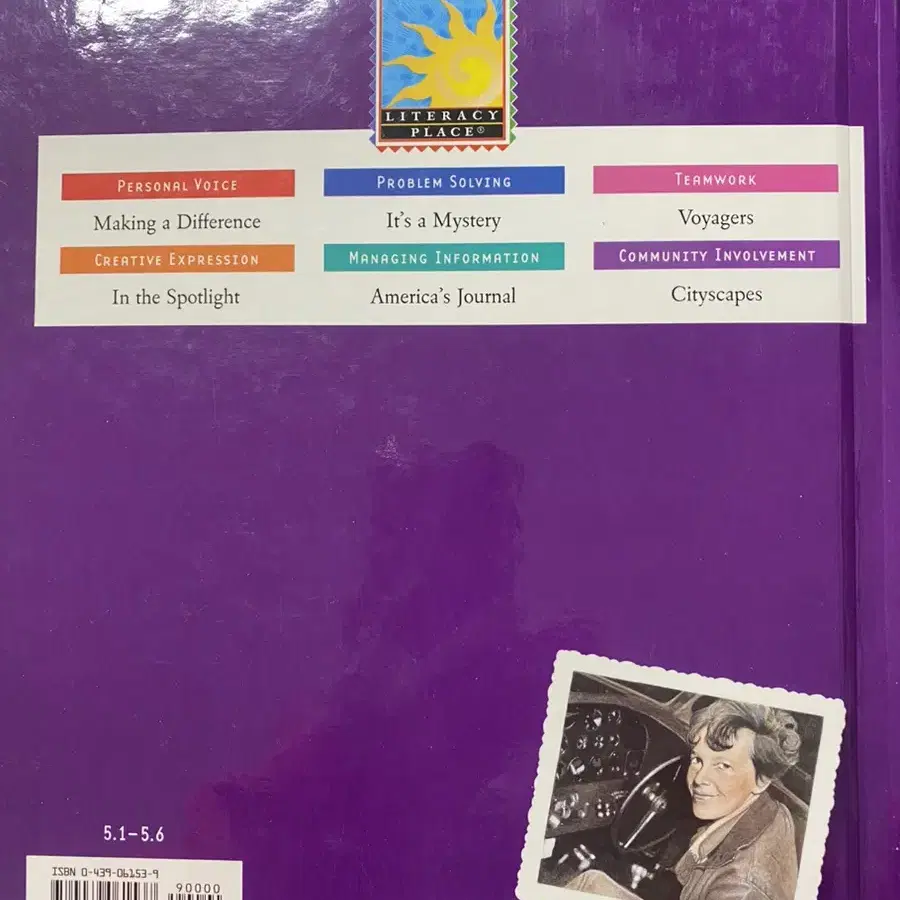 LITERACY
PLACE®
PERSONAL VOICE
Making a Difference
PROBLEM SOLVING
It's a Mystery
TEAMWORK
Voyagers
CREATIVE EXPRESSION
In the Spotlight
MANAGING INFORMATION
America's Journal
COMMUNITY INVOLVEMENT
Cityscapes
5.1–5.6
ISBN 0-439-06153-9
90000